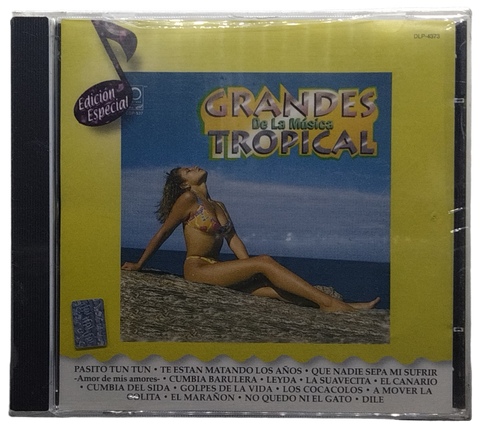 DLP-4373
Edición
Especial
GRANDES
De La Música
TROPICAL
PASITO TUN TUN • TE ESTAN MATANDO LOS AÑOS • QUE NADIE SEPA MI SUFRIR
-Amor de mis amores- • CUMBIA BARULERA • LEYDA • LA SUAVECITA • EL CANARIO
• CUMBIA DEL SIDA • GOLPES DE LA VIDA • LOS COCACOLOS • A MOVER LA
COLITA • EL MARAÑON • NO QUEDO NI EL GATO • DILE